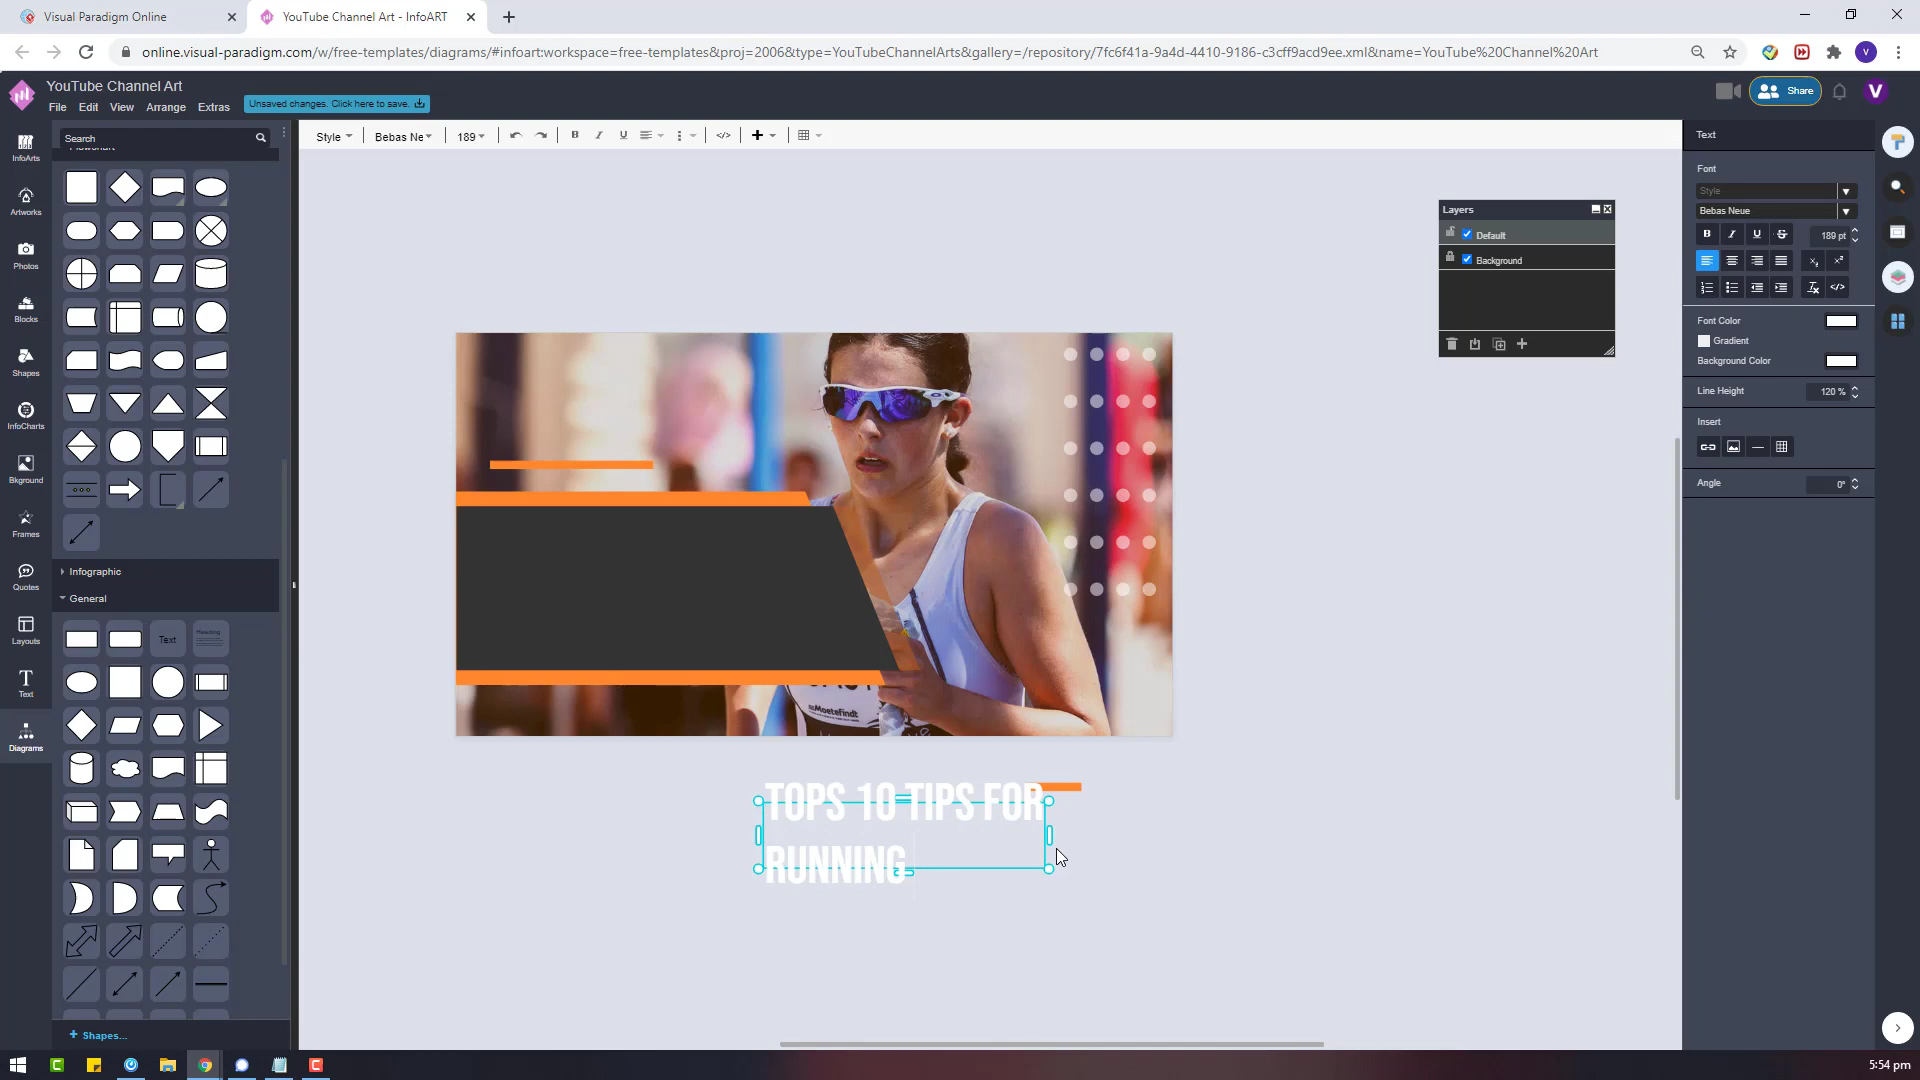 Visual Paradigm Online
YouTube Channel Art - InfoART
online.visual-paradigm.com/w/free-templates/diagrams/#infoart:workspace=free-templates&proj=2006&type=YouTubeChannelArts&gallery=/repository/7fc6f41a-9a4d-4410-9186-c3cff9acd9ee.xml&name=YouTube%20Channel%20Art
V
YouTube Channel Art
File Edit View Arrange Extras
Unsaved changes. Click here to save.
Share
V
Search
Style
Bebas Ne
189
B I U
Text
InfoArts
Artworks
Photos
Blocks
Shapes
InfoCharts
Bkground
Frames
Quotes
Layouts
Text
Diagrams
Flowchart
Infographic
General
Text
Heading
+ Shapes...
Layers
Default
Background
Font
Style
Bebas Neue
B I U S
189 pt
Font Color
Gradient
Background Color
Line Height
120 %
Insert
Angle
0°
MoeteFindt
TOPS 10 TIPS FOR
RUNNING
5:54 pm